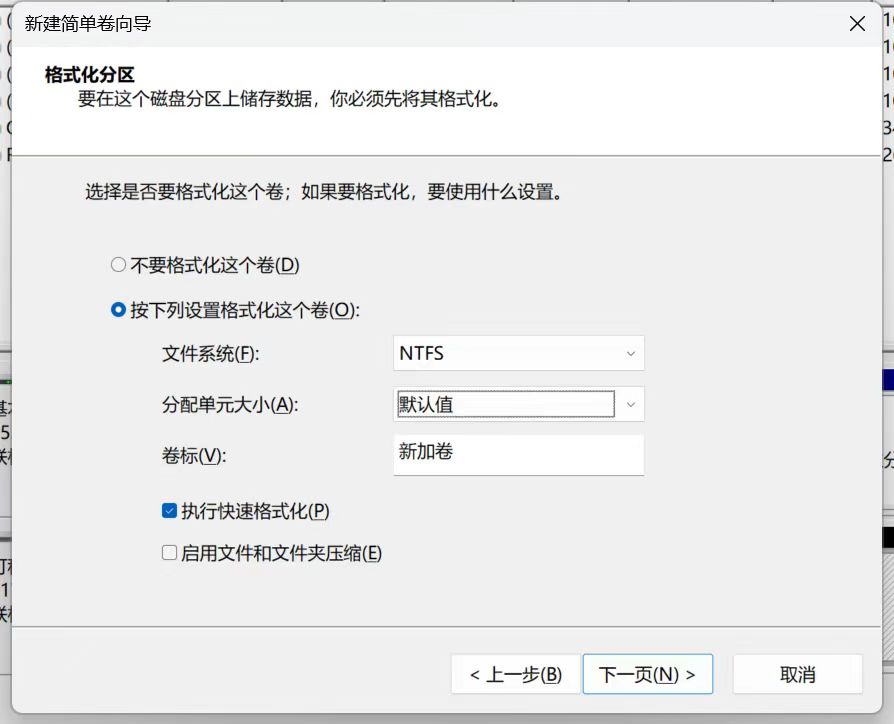 新建简单卷向导
格式化分区
要在这个磁盘分区上储存数据，你必须先将其格式化。
选择是否要格式化这个卷；如果要格式化，要使用什么设置。
不要格式化这个卷(D)
按下列设置格式化这个卷(O):
文件系统(F): NTFS
分配单元大小(A): 默认值
卷标(V): 新加卷
执行快速格式化(P)
启用文件和文件夹压缩(E)
< 上一步(B) 下一页(N) > 取消